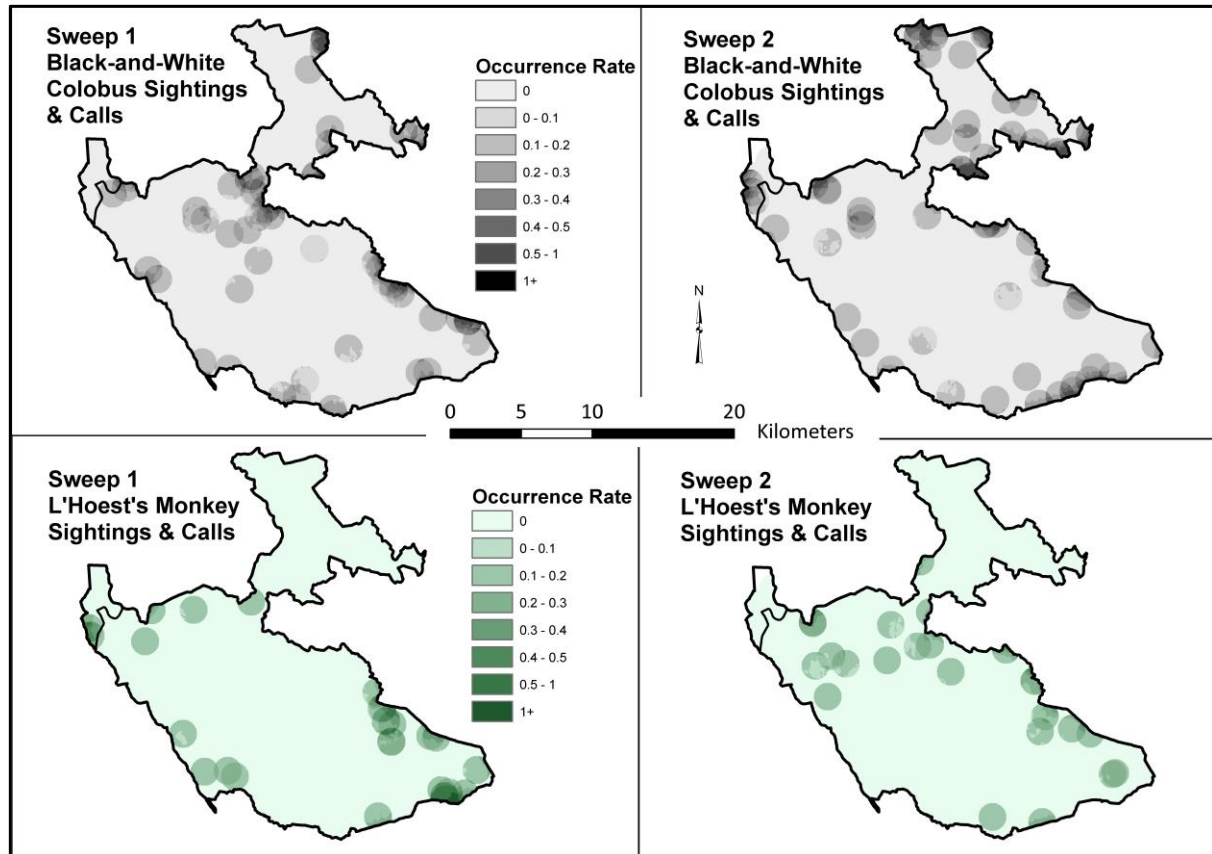 Sweep 1
Black-and-White
Colobus Sightings
& Calls
Occurrence Rate
0
0 - 0.1
0.1 - 0.2
0.2 - 0.3
0.3 - 0.4
0.4 - 0.5
0.5 - 1
1+
Sweep 2
Black-and-White
Colobus Sightings
& Calls
N
0 5 10 20 Kilometers
Sweep 1
L'Hoest's Monkey
Sightings & Calls
Occurrence Rate
0
0 - 0.1
0.1 - 0.2
0.2 - 0.3
0.3 - 0.4
0.4 - 0.5
0.5 - 1
1+
Sweep 2
L'Hoest's Monkey
Sightings & Calls